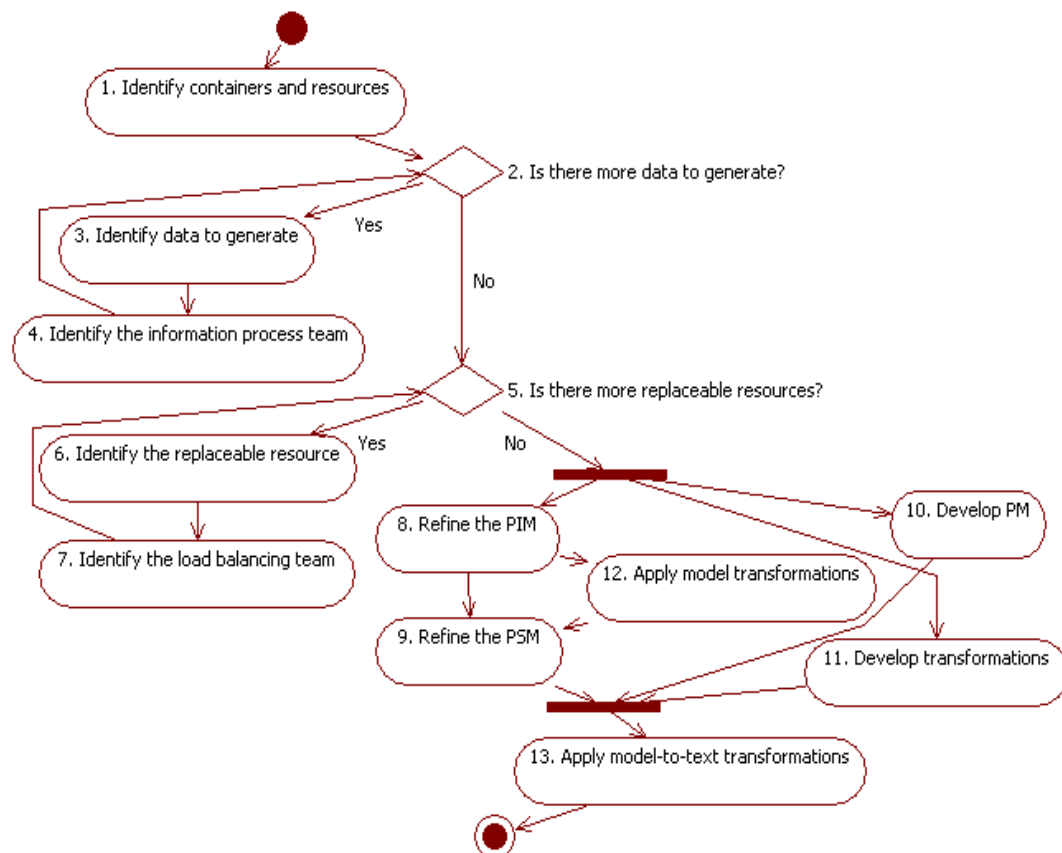 1. Identify containers and resources
2. Is there more data to generate?
Yes
3. Identify data to generate
No
4. Identify the information process team
5. Is there more replaceable resources?
Yes
No
6. Identify the replaceable resource
7. Identify the load balancing team
8. Refine the PIM
10. Develop PM
12. Apply model transformations
9. Refine the PSM
11. Develop transformations
13. Apply model-to-text transformations